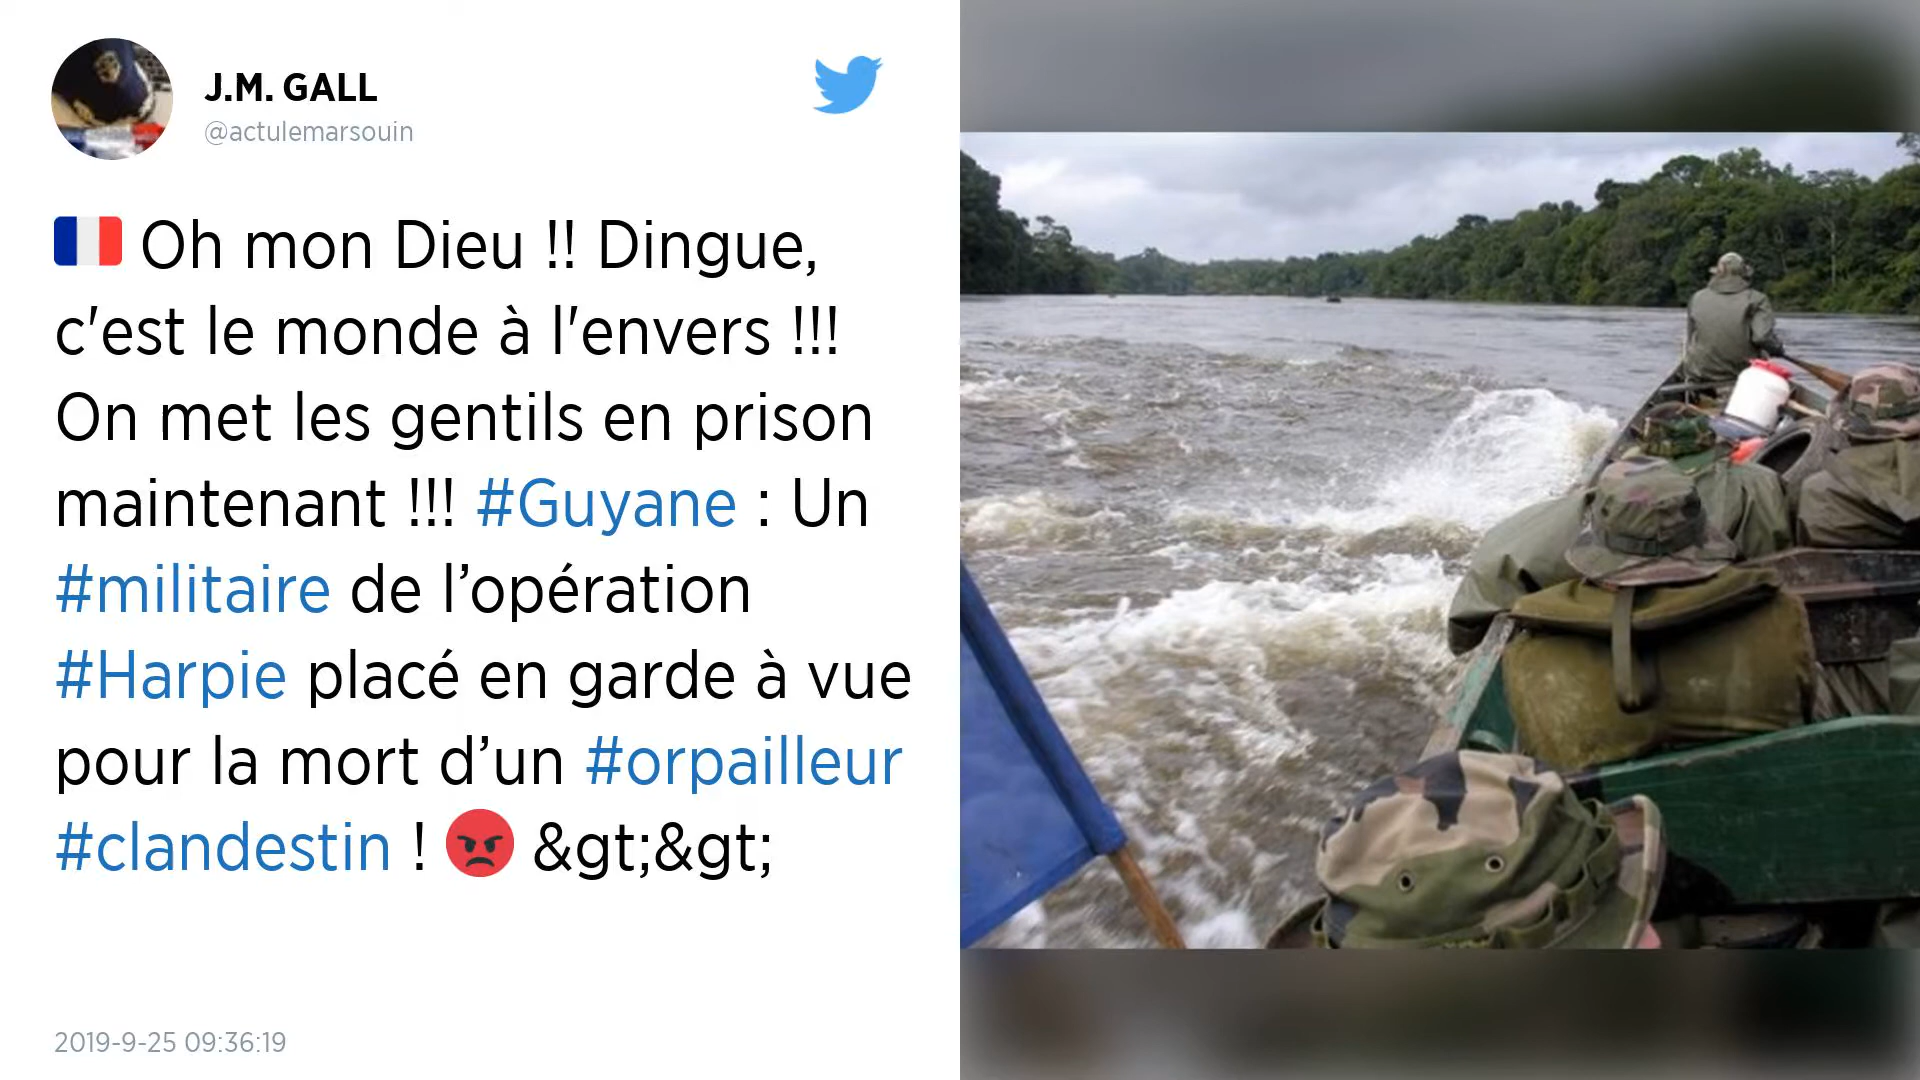 J.M. GALL
@actulemarsouin
🇫🇷 Oh mon Dieu !! Dingue,
c'est le monde à l'envers !!!
On met les gentils en prison
maintenant !!! #Guyane : Un
#militaire de l’opération
#Harpie placé en garde à vue
pour la mort d’un #orpailleur
#clandestin ! 😡 &gt;&gt;
2019-9-25 09:36:19